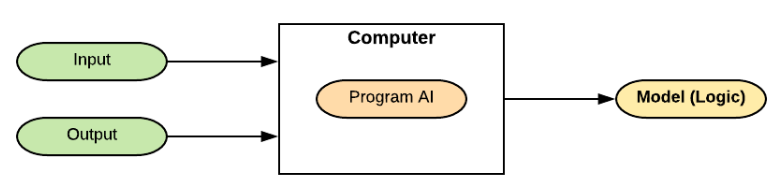 Computer
Input
Program AI
Model (Logic)
Output